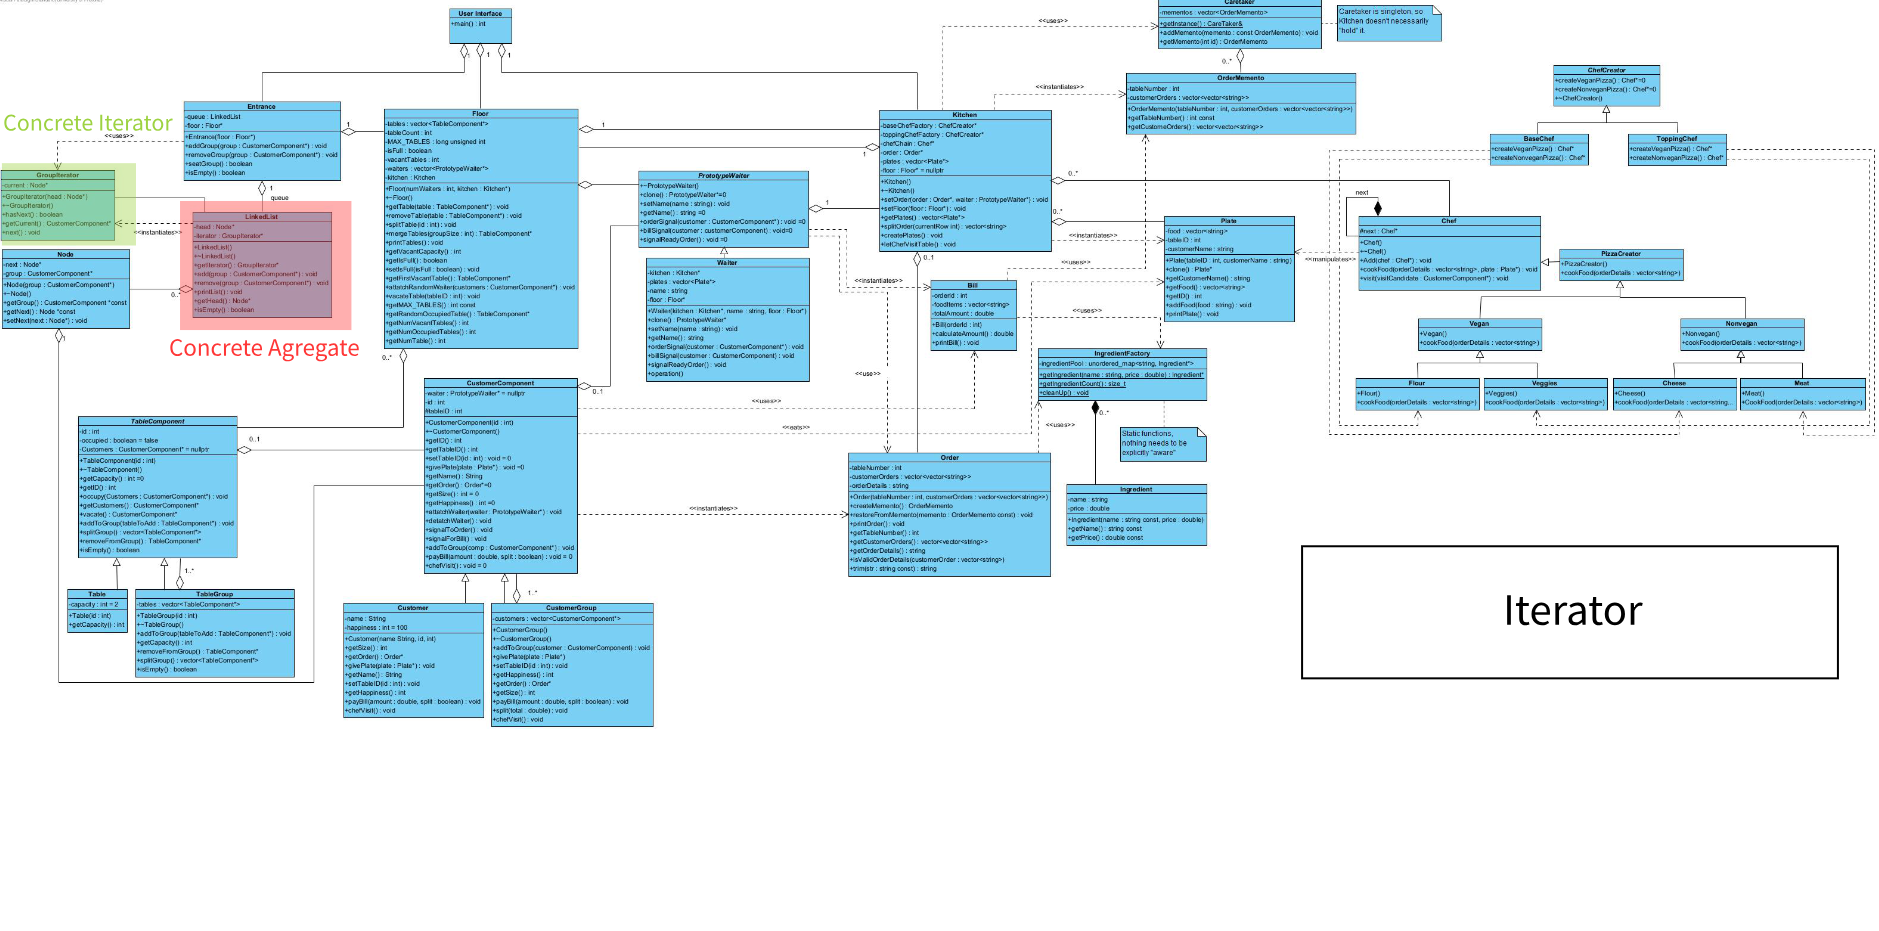 User Interface
+main() : int
Caretaker
-mementos : vector<OrderMemento>
+getInstance() : CareTaker&
+addMemento(memento : const OrderMemento) : void
+getMemento(int id) : OrderMemento
Caretaker is singleton, so
Kitchen doesn't necessarily
"hold" it.
<<uses>>
0..*
OrderMemento
-tableNumber : int
-customerOrders : vector<vector<string>>
+OrderMemento(tableNumber : int, customerOrders : vector<vector<string>>)
+getTableNumber() : int const
+getCustomeOrders() : vector<vector<string>>
<<instantiates>>
ChefCreator
+createVeganPizza() : Chef*=0
+createNonveganPizza() : Chef*=0
+~ChefCreator()
BaseChef
+createVeganPizza() : Chef*
+createNonveganPizza() : Chef*
ToppingChef
+createVeganPizza() : Chef*
+createNonveganPizza() : Chef*
1
1
1
Concrete Iterator
<<uses>>
Entrance
-queue : LinkedList
-floor : Floor*
+Entrance(floor : Floor*)
+addGroup(group : CustomerComponent*) : void
+removeGroup(group : CustomerComponent*) : void
+seatGroup() : boolean
+isEmpty() : boolean
1
1
queue
GroupIterator
-current : Node*
+GroupIterator(head : Node*)
+~GroupIterator()
+hasNext() : boolean
+getCurrent() : CustomerComponent*
+next() : void
<<instantiates>>
LinkedList
-head : Node*
-iterator : GroupIterator*
+LinkedList()
+~LinkedList()
+getIterator() : GroupIterator*
+add(group : CustomerComponent*) : void
+remove(group : CustomerComponent*) : void
+printList() : void
+getHead() : Node*
+isEmpty() : boolean
Concrete Agregate
Node
-next : Node*
-group : CustomerComponent*
+Node(group : CustomerComponent*)
+~Node()
+getGroup() : CustomerComponent *const
+getNext() : Node *const
+setNext(next : Node*) : void
0..*
1
Floor
-tables : vector<TableComponent*>
-tableCount : int
-MAX_TABLES : long unsigned int
-isFull : boolean
-vacantTables : int
-waiters : vector<PrototypeWaiter*>
-kitchen : Kitchen
+Floor(numWaiters : int, kitchen : Kitchen*)
+~Floor()
+getTable(table : TableComponent*) : void
+removeTable(table : TableComponent*) : void
+splitTable(id : int) : void
+mergeTables(groupSize : int) : TableComponent*
+printTables() : void
+getVacantCapacity() : int
+getIsFull() : boolean
+setIsFull(isFull : boolean) : void
+getFirstVacantTable() : TableComponent*
+attatchRandomWaiter(customers : CustomerComponent*) : void
+vacateTable(tableID : int) : void
+getMAX_TABLES() : int const
+getRandomOccupiedTable() : TableComponent*
+getNumVacantTables() : int
+getNumOccupiedTables() : int
+getNumTable() : int
0..*
1
1
Kitchen
-baseChefFactory : ChefCreator*
-toppingChefFactory : ChefCreator*
-chefChain : Chef*
-order : Order*
-plates : vector<Plate*>
-floor : Floor* = nullptr
+Kitchen()
+~Kitchen()
+setOrder(order : Order*, waiter : PrototypeWaiter*) : void
+setFloor(floor : Floor*) : void
+getPlates() : vector<Plate*>
+splitOrder(currentRow int) : vector<string>
+createPlates() : void
+letChefVisitTable() : void
0..*
0..*
<<instantiates>>
0..1
PrototypeWaiter
+~PrototypeWaiter()
+clone() : PrototypeWaiter*=0
+setName(name : string) : void
+getName() : string =0
+orderSignal(customer : CustomerComponent*) : void =0
+billSignal(customer : customerComponent) : void=0
+signalReadyOrder() : void =0
1
Waiter
-kitchen : Kitchen*
-plates : vector<Plate*>
-name : string
-floor : Floor*
+Waiter(kitchen : Kitchen*, name : string, floor : Floor*)
+clone() : PrototypeWaiter*
+setName(name : string) : void
+getName() : string
+orderSignal(customer : CustomerComponent*) : void
+billSignal(customer : CustomerComponent) : void
+signalReadyOrder() : void
+operation()
<<instantiates>>
Bill
-orderId : int
-foodItems : vector<string>
-totalAmount : double
+Bill(orderId : int)
+calculateAmount() : double
+printBill() : void
<<uses>>
<<uses>>
Plate
-food : vector<string>
-tableID : int
-customerName : string
+Plate(tableID : int, customerName : string)
+clone() : Plate*
+getCustomerName() : string
+getFood() : vector<string>
+getID() : int
+addFood(food : string) : void
+printPlate() : void
<<manipulates>>
next
Chef
#next : Chef*
+Chef()
+~Chef()
+Add(chef : Chef*) : void
+cookFood(orderDetails : vector<string>, plate : Plate*) : void
+visit(visitCandidate : CustomerComponent*) : void
PizzaCreator
+PizzaCreator()
+cookFood(orderDetails : vector<string>)
Vegan
+Vegan()
+cookFood(orderDetails : vector<string>)
Nonvegan
+Nonvegan()
+cookFood(orderDetails : vector<string>)
Flour
+Flour()
+cookFood(orderDetails : vector<string>)
Veggies
+Veggies()
+cookFood(orderDetails : vector<string>)
Cheese
+Cheese()
+cookFood(orderDetails : vector<string>...
Meat
+Meat()
+CookFood(orderDetails : vector<string>)
IngredientFactory
-ingredientPool : unordered_map<string, Ingredient*>
+getIngredient(name : string, price : double) : Ingredient*
+getIngredientCount() : size_t
+cleanUp() : void
<<use>>
<<uses>>
<<eats>>
<<uses>>
0..*
Static functions,
nothing needs to be
explicitly "aware"
Ingredient
-name : string
-price : double
+Ingredient(name : string const, price : double)
+getName() : string const
+getPrice() : double const
CustomerComponent
-waiter : PrototypeWaiter* = nullptr
-id : int
#tableID : int
+CustomerComponent(id : int)
+~CustomerComponent()
+getID() : int
+getTableID() : int
+setTableID(id : int) : void = 0
+givePlate(plate : Plate*) : void =0
+getName() : String
+getOrder() : Order*=0
+getSize() : int = 0
+getHappiness() : int =0
+attatchWaiter(waiter : PrototypeWaiter*) : void
+detatchWaiter() : void
+signalToOrder() : void
+signalForBill() : void
+addToGroup(comp : CustomerComponent*) : void
+payBill(amount : double, split : boolean) : void = 0
+chefVisit() : void = 0
0..1
<<instantiates>>
TableComponent
-id : int
-occupied : boolean = false
-Customers : CustomerComponent* = nullptr
+TableComponent(id : int)
+~TableComponent()
+getCapacity() : int =0
+getID() : int
+occupy(Customers : CustomerComponent*) : void
+getCustomers() : CustomerComponent*
+vacate() : CustomerComponent*
+addToGroup(tableToAdd : TableComponent*) : void
+splitGroup() : vector<TableComponent*>
+removeFromGroup() : TableComponent*
+isEmpty() : boolean
0..1
Order
-tableNumber : int
-customerOrders : vector<vector<string>>
-orderDetails : string
+Order(tableNumber : int, customerOrders : vector<vector<string>>)
+createMemento() : OrderMemento
+restoreFromMemento(memento : OrderMemento const) : void
+printOrder() : void
+getTableNumber() : int
+getCustomerOrders() : vector<vector<string>>
+getOrderDetails() : string
+isValidOrderDetails(customerOrder : vector<string>)
+trim(str : string const) : string
Table
-capacity : int = 2
+Table(id : int)
+getCapacity() : int
1..*
TableGroup
-tables : vector<TableComponent*>
+TableGroup(id : int)
+~TableGroup()
+addToGroup(tableToAdd : TableComponent*) : void
+getCapacity() : int
+removeFromGroup() : TableComponent*
+splitGroup() : vector<TableComponent*>
+isEmpty() : boolean
Customer
-name : String
-happiness : int = 100
+Customer(name String, id, int)
+getSize() : int
+getOrder() : Order*
+givePlate(plate : Plate*) : void
+getName() : String
+setTableID(id : int) : void
+getHappiness() : int
+payBill(amount : double, split : boolean) : void
+chefVisit() : void
1..*
CustomerGroup
-customers : vector<CustomerComponent*>
+CustomerGroup()
+~CustomerGroup()
+addToGroup(customer : CustomerComponent) : void
+givePlate(plate : Plate*)
+setTableID(id : int) : void
+getHappiness() : int
+getOrder() : Order*
+getSize() : int
+payBill(amount : double, split : boolean) : void
+split(total : double) : void
+chefVisit() : void
Iterator